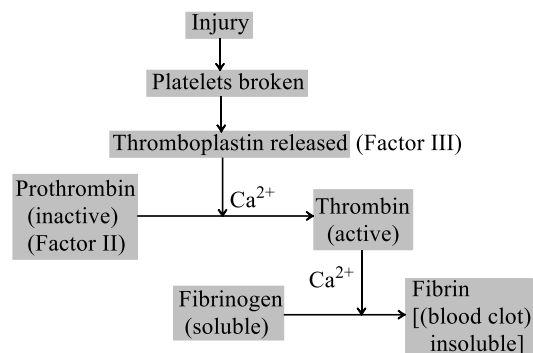 Injury
Platelets broken
Thromboplastin released (Factor III)
Prothrombin
(inactive)
(Factor II)
Ca²⁺
Thrombin
(active)
Ca²⁺
Fibrinogen
(soluble)
Fibrin
[(blood clot)
insoluble]